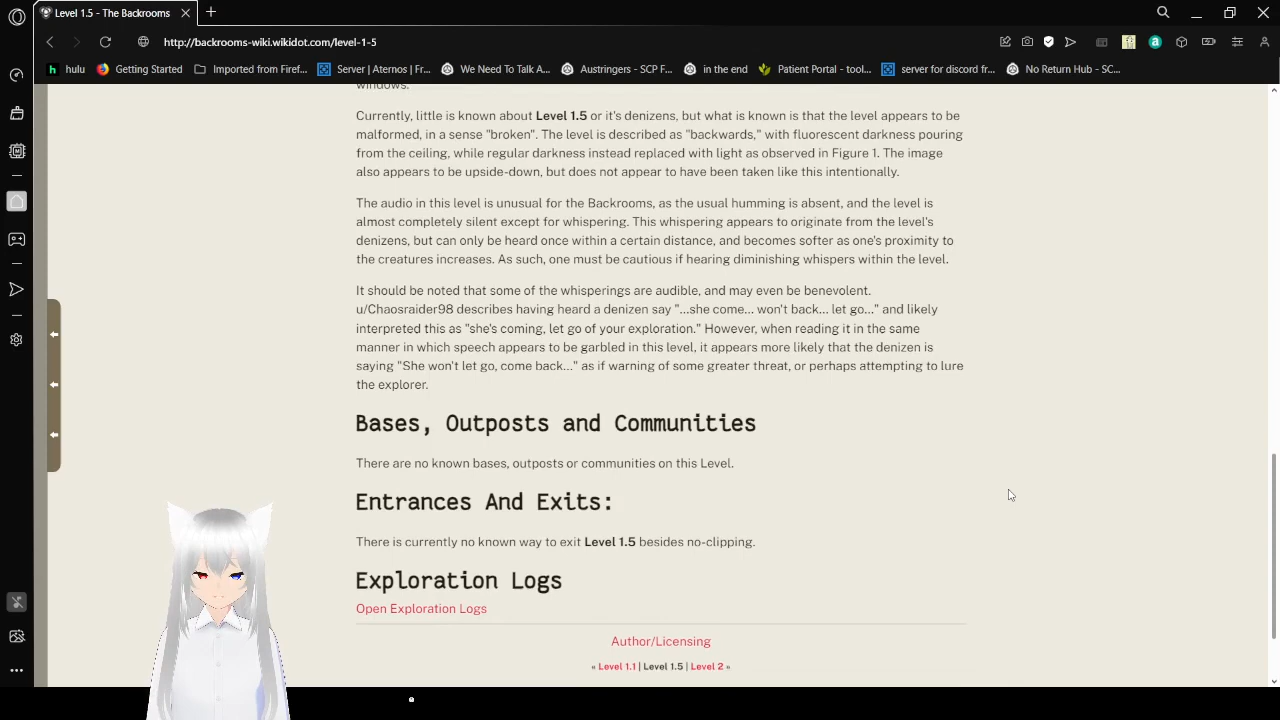 Level 1.5 - The Backrooms
http://backrooms-wiki.wikidot.com/level-1-5
hulu
Getting Started
Imported from Firef...
Server | Aternos | Fr...
We Need To Talk A...
Austringers - SCP F...
in the end
Patient Portal - tool...
server for discord fr...
No Return Hub - SC...
windows.
Currently, little is known about Level 1.5 or it's denizens, but what is known is that the level appears to be
malformed, in a sense "broken". The level is described as "backwards," with fluorescent darkness pouring
from the ceiling, while regular darkness instead replaced with light as observed in Figure 1. The image
also appears to be upside-down, but does not appear to have been taken like this intentionally.
The audio in this level is unusual for the Backrooms, as the usual humming is absent, and the level is
almost completely silent except for whispering. This whispering appears to originate from the level's
denizens, but can only be heard once within a certain distance, and becomes softer as one's proximity to
the creatures increases. As such, one must be cautious if hearing diminishing whispers within the level.
It should be noted that some of the whisperings are audible, and may even be benevolent.
u/Chaosraider98 describes having heard a denizen say "...she come... won't back... let go..." and likely
interpreted this as "she's coming, let go of your exploration." However, when reading it in the same
manner in which speech appears to be garbled in this level, it appears more likely that the denizen is
saying "She won't let go, come back..." as if warning of some greater threat, or perhaps attempting to lure
the explorer.
Bases, Outposts and Communities
There are no known bases, outposts or communities on this Level.
Entrances And Exits:
There is currently no known way to exit Level 1.5 besides no-clipping.
Exploration Logs
Open Exploration Logs
Author/Licensing
« Level 1.1 | Level 1.5 | Level 2 »